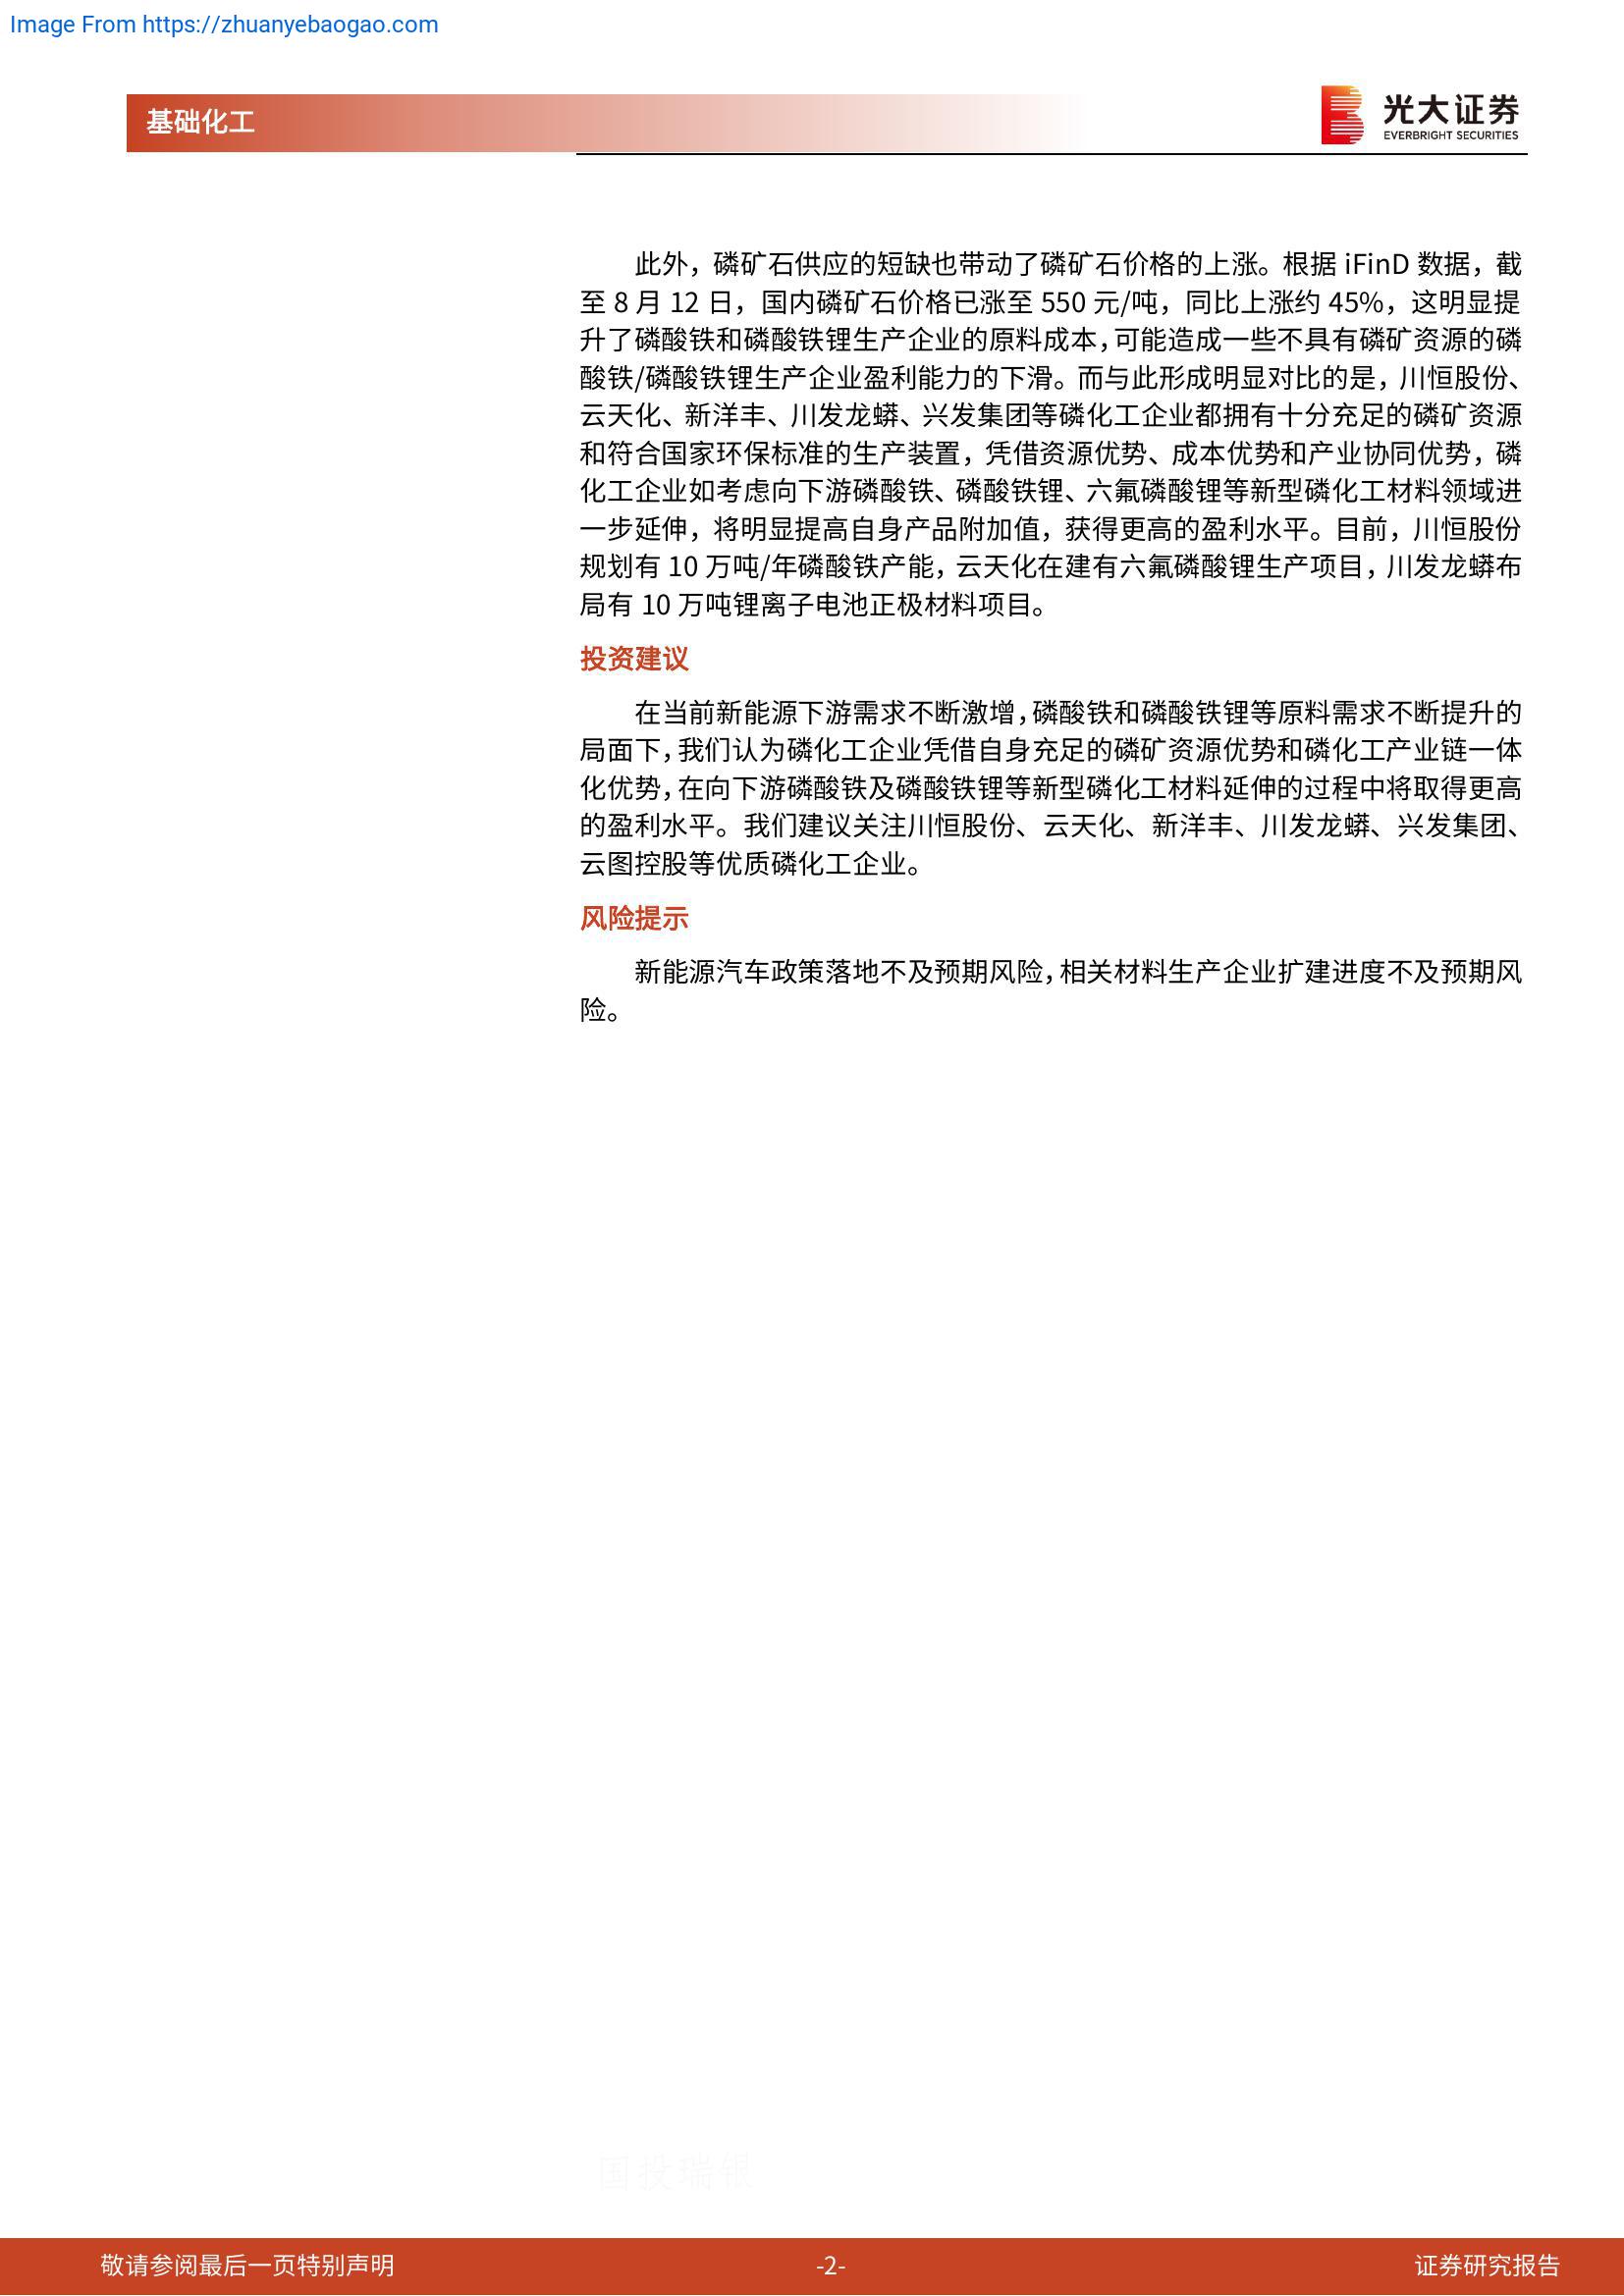 Image From https://zhuanyebaogao.com
基础化工
光大证券
EVERBRIGHT SECURITIES
此外，磷矿石供应的短缺也带动了磷矿石价格的上涨。根据 iFinD 数据，截
至 8 月 12 日，国内磷矿石价格已涨至 550 元/吨，同比上涨约 45%，这明显提
升了磷酸铁和磷酸铁锂生产企业的原料成本，可能造成一些不具有磷矿资源的磷
酸铁/磷酸铁锂生产企业盈利能力的下滑。而与此形成明显对比的是，川恒股份、
云天化、新洋丰、川发龙蟒、兴发集团等磷化工企业都拥有十分充足的磷矿资源
和符合国家环保标准的生产装置，凭借资源优势、成本优势和产业协同优势，磷
化工企业如考虑向下游磷酸铁、磷酸铁锂、六氟磷酸锂等新型磷化工材料领域进
一步延伸，将明显提高自身产品附加值，获得更高的盈利水平。目前，川恒股份
规划有 10 万吨/年磷酸铁产能，云天化在建有六氟磷酸锂生产项目，川发龙蟒布
局有 10 万吨锂离子电池正极材料项目。
投资建议
在当前新能源下游需求不断激增，磷酸铁和磷酸铁锂等原料需求不断提升的
局面下，我们认为磷化工企业凭借自身充足的磷矿资源优势和磷化工产业链一体
化优势，在向下游磷酸铁及磷酸铁锂等新型磷化工材料延伸的过程中将取得更高
的盈利水平。我们建议关注川恒股份、云天化、新洋丰、川发龙蟒、兴发集团、
云图控股等优质磷化工企业。
风险提示
新能源汽车政策落地不及预期风险，相关材料生产企业扩建进度不及预期风
险。
国投瑞银
敬请参阅最后一页特别声明
-2-
证券研究报告